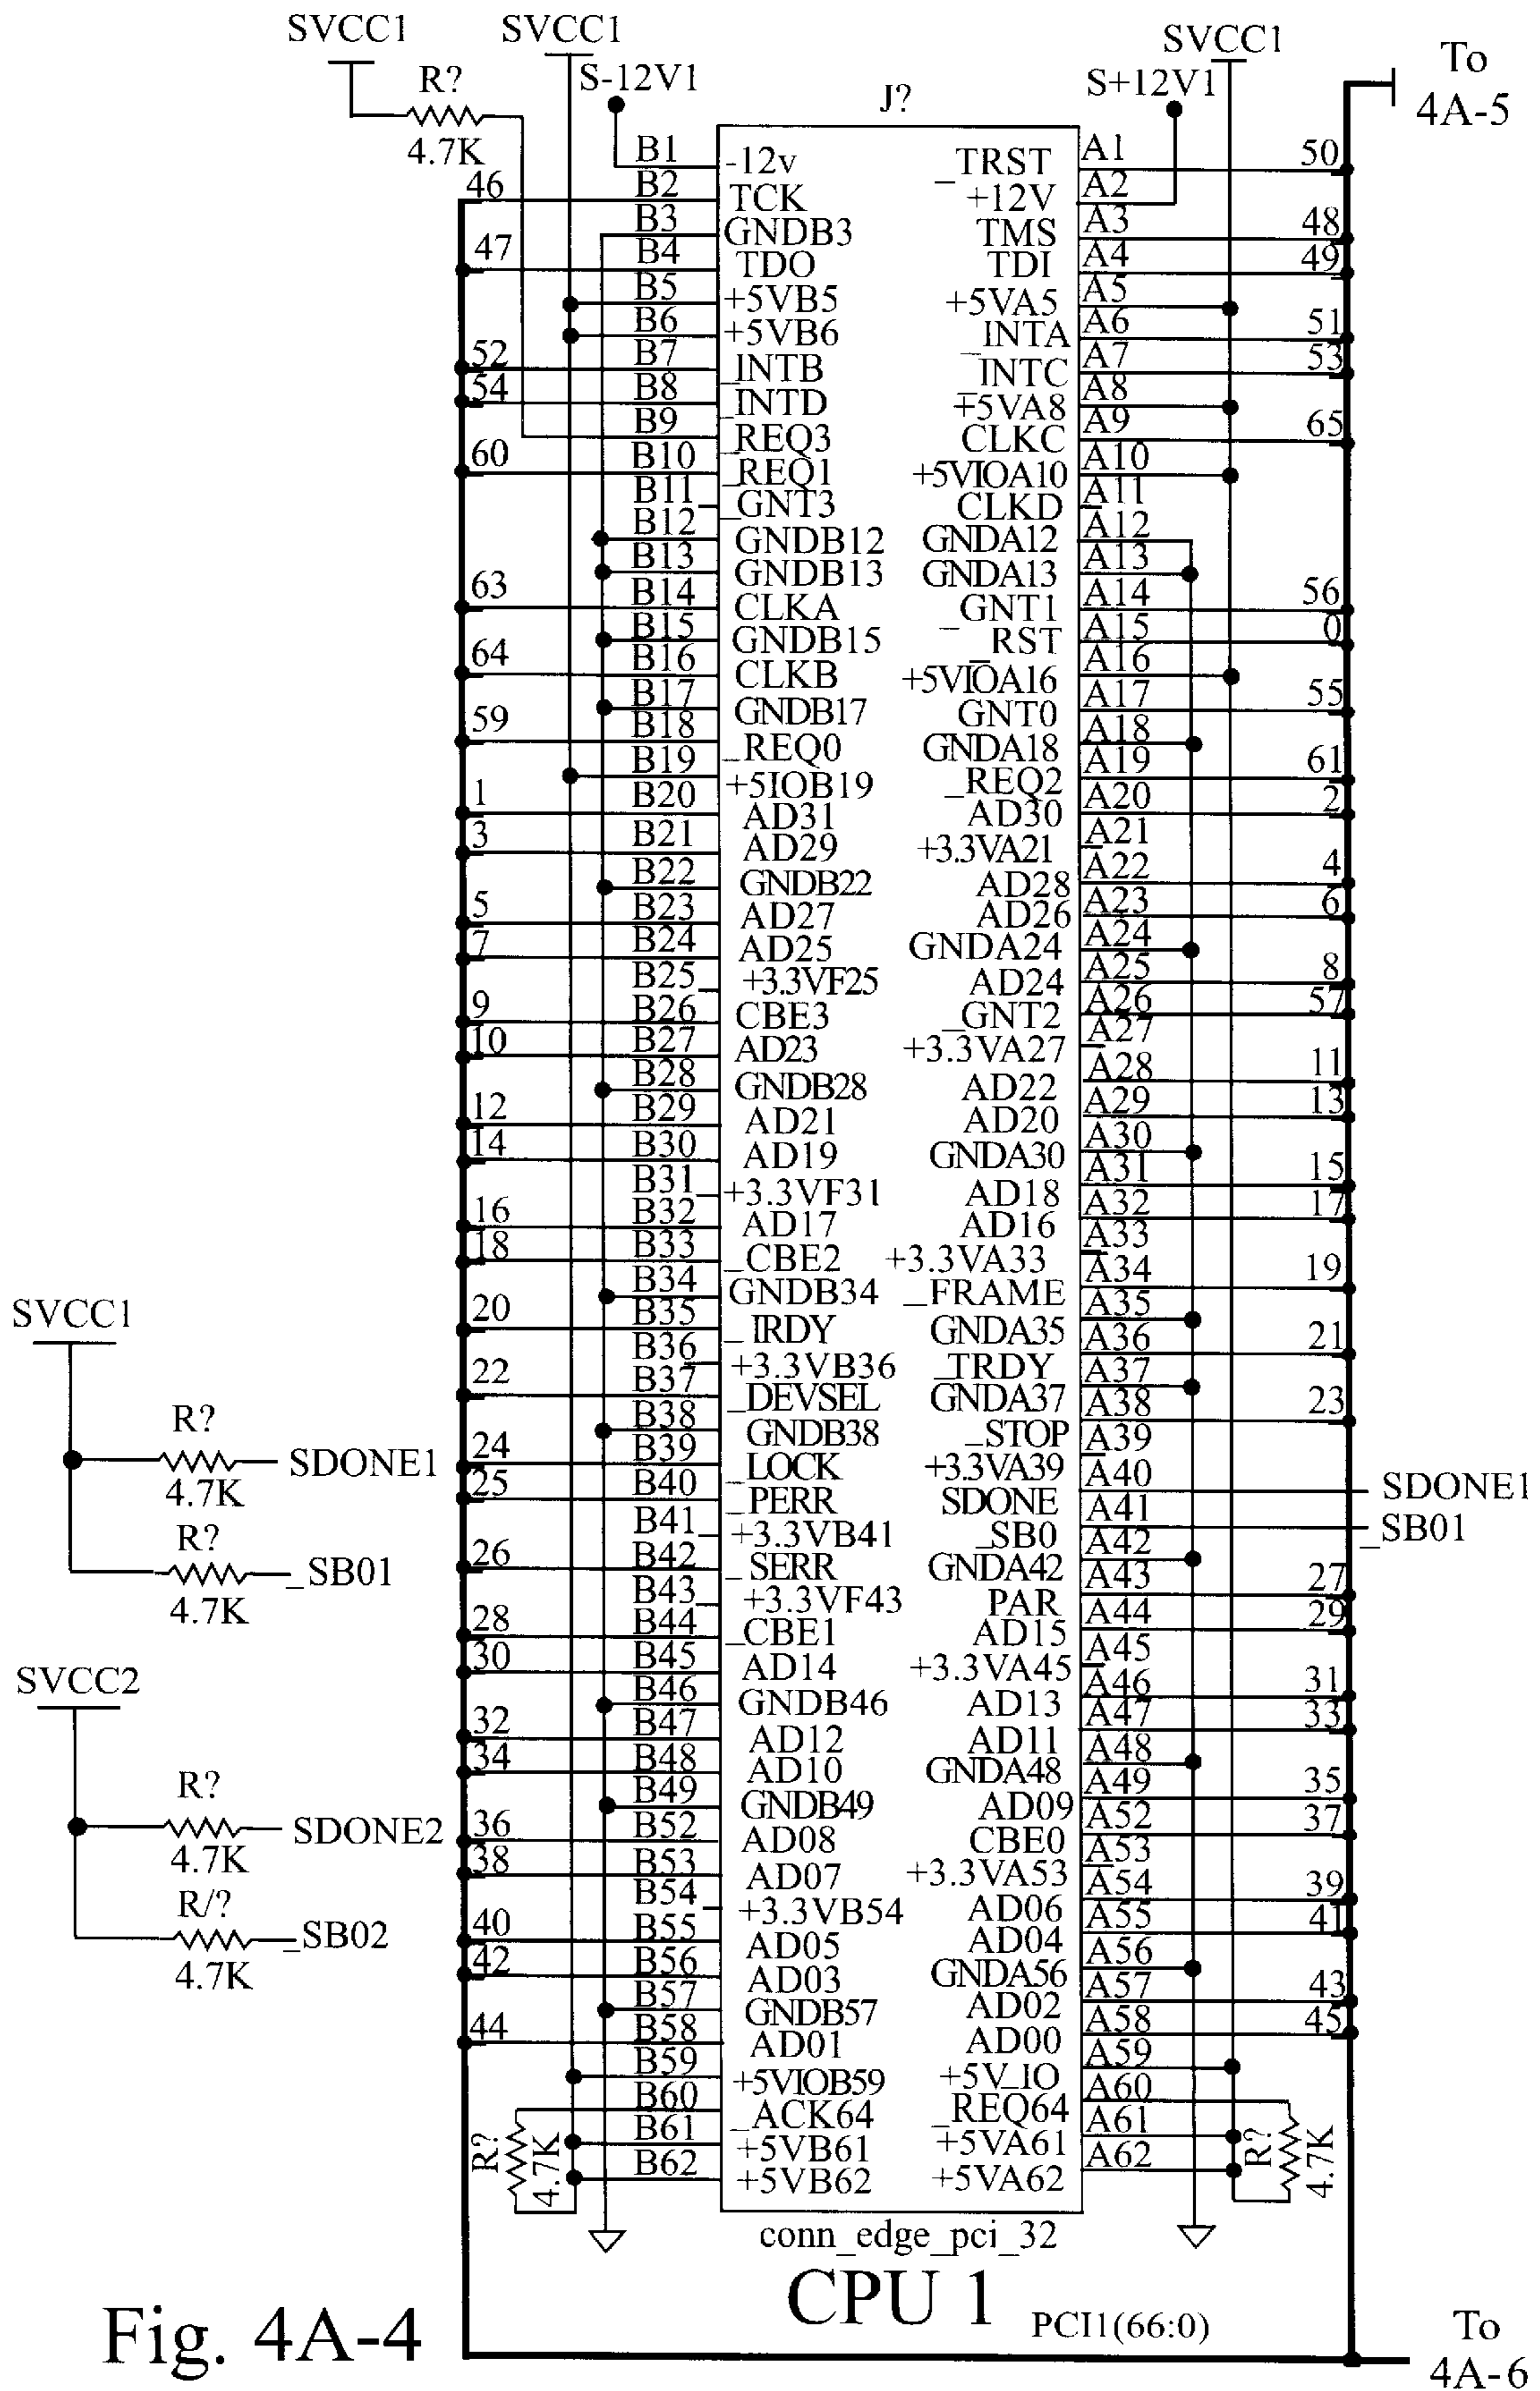 SVCC1
SVCC1
SVCC1
To
4A-5
R?
4.7K
S-12V1
J?
S+12V1
B1 -12v _TRST A1 50
46 B2 TCK +12V A2
B3 GNDB3 TMS A3 48
47 B4 TDO TDI A4 49
B5 +5VB5 +5VA5 A5
B6 +5VB6 _INTA A6 51
52 B7 _INTB _INTC A7 53
54 B8 _INTD +5VA8 A8
B9 _REQ3 CLKC A9 65
60 B10 _REQ1 +5VIOA10 A10
B11 _GNT3 CLKD A11
B12 GNDB12 GNDA12 A12
B13 GNDB13 GNDA13 A13
63 B14 CLKA _GNT1 A14 56
B15 GNDB15 _RST A15 0
64 B16 CLKB +5VIOA16 A16
B17 GNDB17 GNT0 A17 55
59 B18 _REQ0 GNDA18 A18
B19 +5IOB19 _REQ2 A19 61
1 B20 AD31 AD30 A20 2
3 B21 AD29 +3.3VA21 A21
B22 GNDB22 AD28 A22 4
5 B23 AD27 AD26 A23 6
7 B24 AD25 GNDA24 A24
B25 +3.3VF25 AD24 A25 8
9 B26 CBE3 _GNT2 A26 57
10 B27 AD23 +3.3VA27 A27
B28 GNDB28 AD22 A28 11
12 B29 AD21 AD20 A29 13
14 B30 AD19 GNDA30 A30
B31 +3.3VF31 AD18 A31 15
16 B32 AD17 AD16 A32 17
18 B33 _CBE2 +3.3VA33 A33
B34 GNDB34 _FRAME A34 19
20 B35 _IRDY GNDA35 A35
B36 +3.3VB36 _TRDY A36 21
22 B37 _DEVSEL GNDA37 A37
B38 GNDB38 _STOP A38 23
24 B39 _LOCK +3.3VA39 A39
25 B40 _PERR SDONE A40 SDONE1
B41 +3.3VB41 _SB0 A41 _SB01
26 B42 _SERR GNDA42 A42
B43 +3.3VF43 PAR A43 27
28 B44 _CBE1 AD15 A44 29
30 B45 AD14 +3.3VA45 A45
B46 GNDB46 AD13 A46 31
32 B47 AD12 AD11 A47 33
34 B48 AD10 GNDA48 A48
B49 GNDB49 AD09 A49 35
36 B52 AD08 CBE0 A52 37
38 B53 AD07 +3.3VA53 A53
B54 +3.3VB54 AD06 A54 39
40 B55 AD05 AD04 A55 41
42 B56 AD03 GNDA56 A56
B57 GNDB57 AD02 A57 43
44 B58 AD01 AD00 A58 45
B59 +5VIOB59 +5V_IO A59
B60 _ACK64 _REQ64 A60
B61 +5VB61 +5VA61 A61
B62 +5VB62 +5VA62 A62
R?
4.7K
R?
4.7K
SVCC1
R?
SDONE1
4.7K
R?
_SB01
4.7K
SVCC2
R?
SDONE2
4.7K
R/?
_SB02
4.7K
conn_edge_pci_32
CPU 1
PCI1(66:0)
Fig. 4A-4
To
4A-6